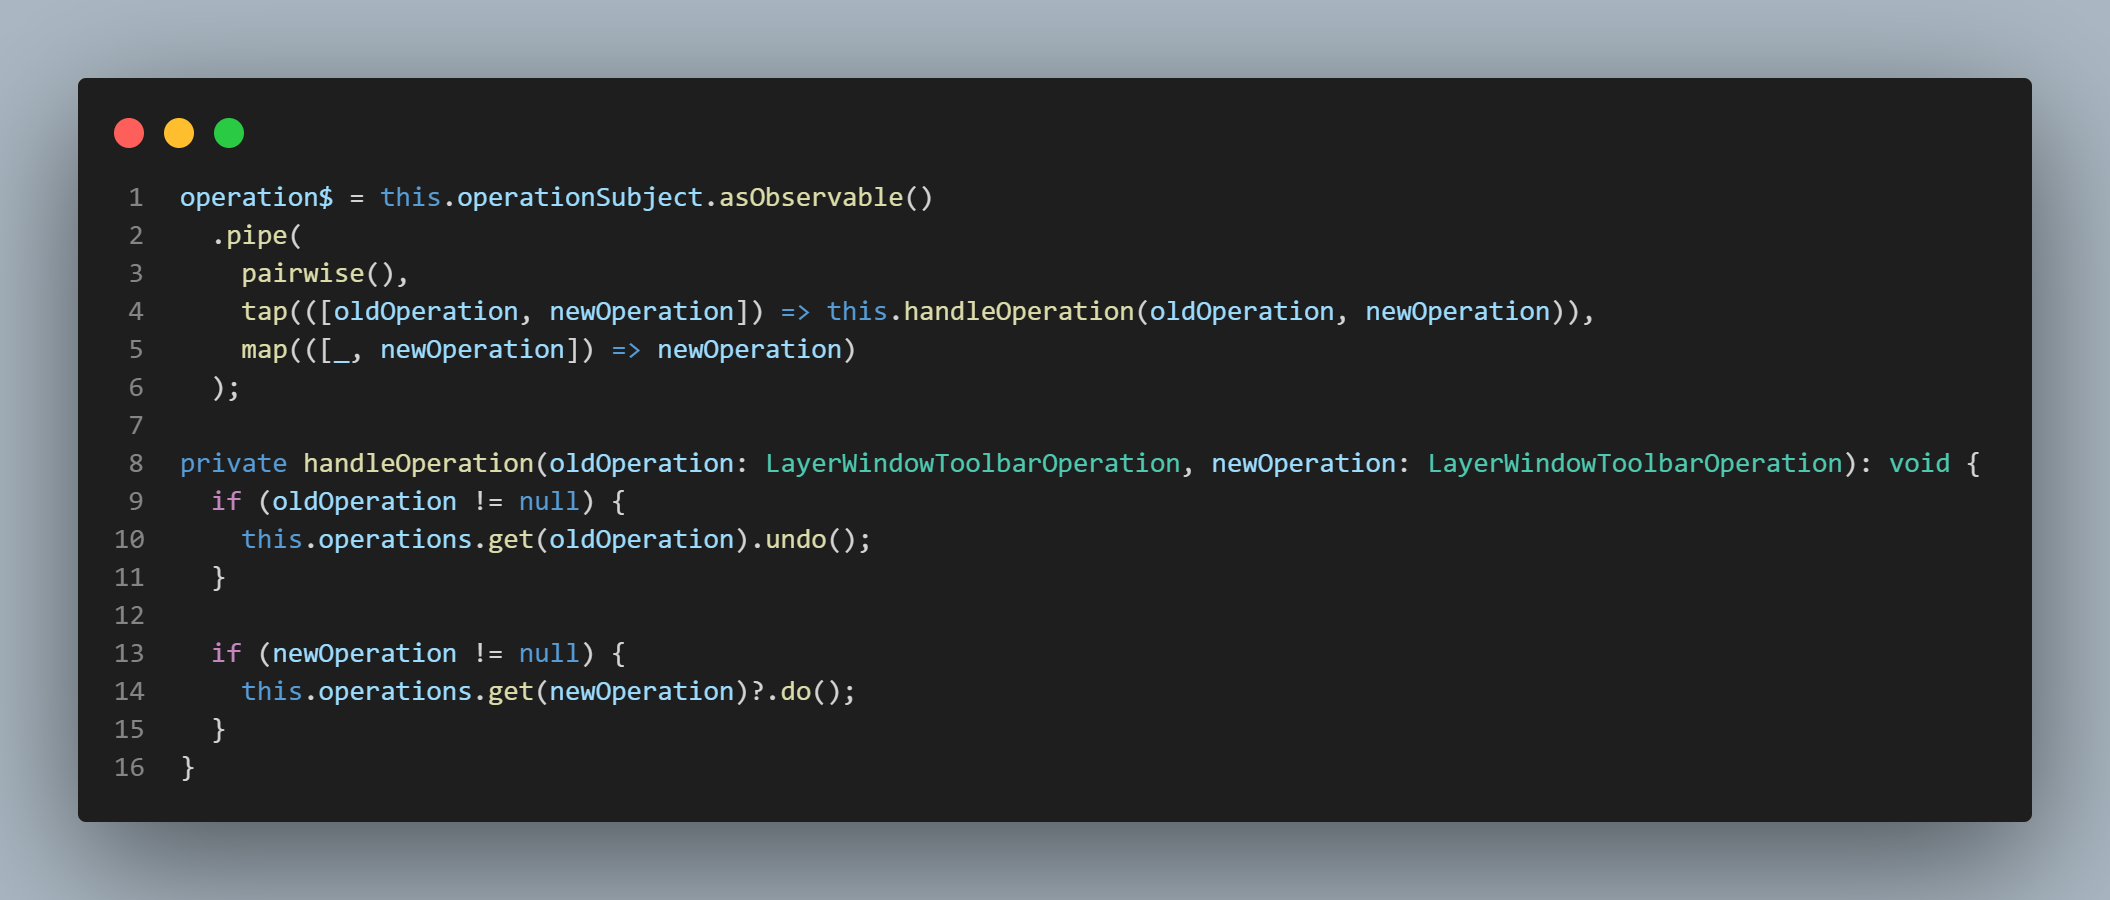 1 operation$ = this.operationSubject.asObservable()
2   .pipe(
3     pairwise(),
4     tap(([oldOperation, newOperation]) => this.handleOperation(oldOperation, newOperation)),
5     map(([_, newOperation]) => newOperation)
6   );
7
8 private handleOperation(oldOperation: LayerWindowToolbarOperation, newOperation: LayerWindowToolbarOperation): void {
9   if (oldOperation != null) {
10     this.operations.get(oldOperation).undo();
11   }
12
13   if (newOperation != null) {
14     this.operations.get(newOperation)?.do();
15   }
16 }